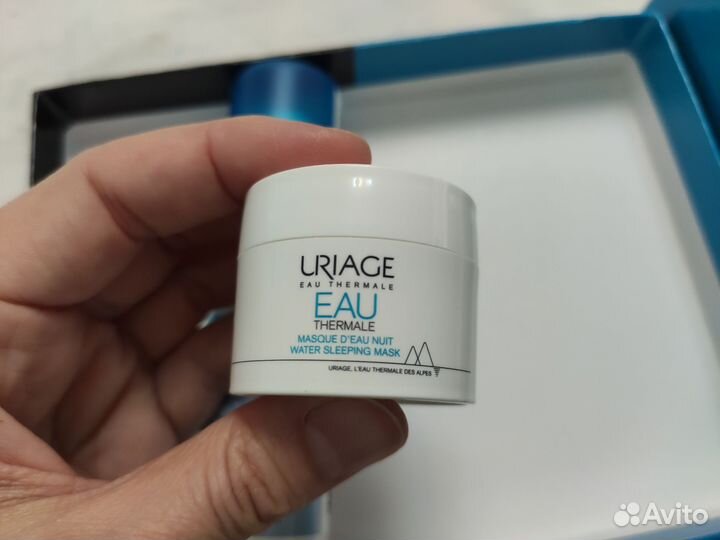 URIAGE
EAU THERMALE
EAU
THERMALE
MASQUE D'EAU NUIT
WATER SLEEPING MASK
URIAGE, L'EAU THERMALE DES ALPES
Avito